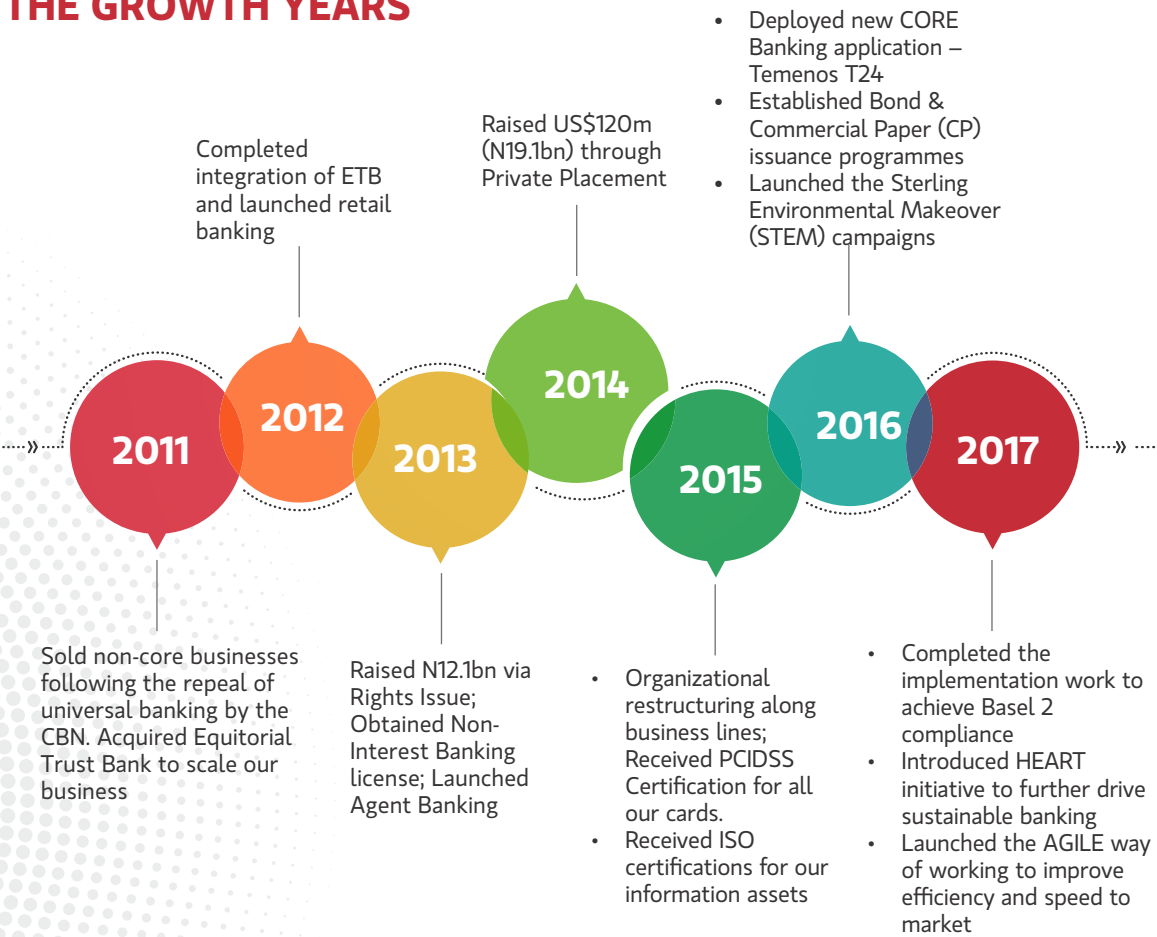 THE GROWTH YEARS
• Deployed new CORE
Banking application –
Temenos T24
• Established Bond &
Commercial Paper (CP)
issuance programmes
• Launched the Sterling
Environmental Makeover
(STEM) campaigns
Raised US$120m
(N19.1bn) through
Private Placement
Completed
integration of ETB
and launched retail
banking
2011
2012
2013
2014
2015
2016
2017
Sold non-core businesses
following the repeal of
universal banking by the
CBN. Acquired Equitorial
Trust Bank to scale our
business
Raised N12.1bn via
Rights Issue;
Obtained Non-
Interest Banking
license; Launched
Agent Banking
• Organizational
restructuring along
business lines;
Received PCIDSS
Certification for all
our cards.
• Received ISO
certifications for our
information assets
• Completed the
implementation work to
achieve Basel 2
compliance
• Introduced HEART
initiative to further drive
sustainable banking
• Launched the AGILE way
of working to improve
efficiency and speed to
market